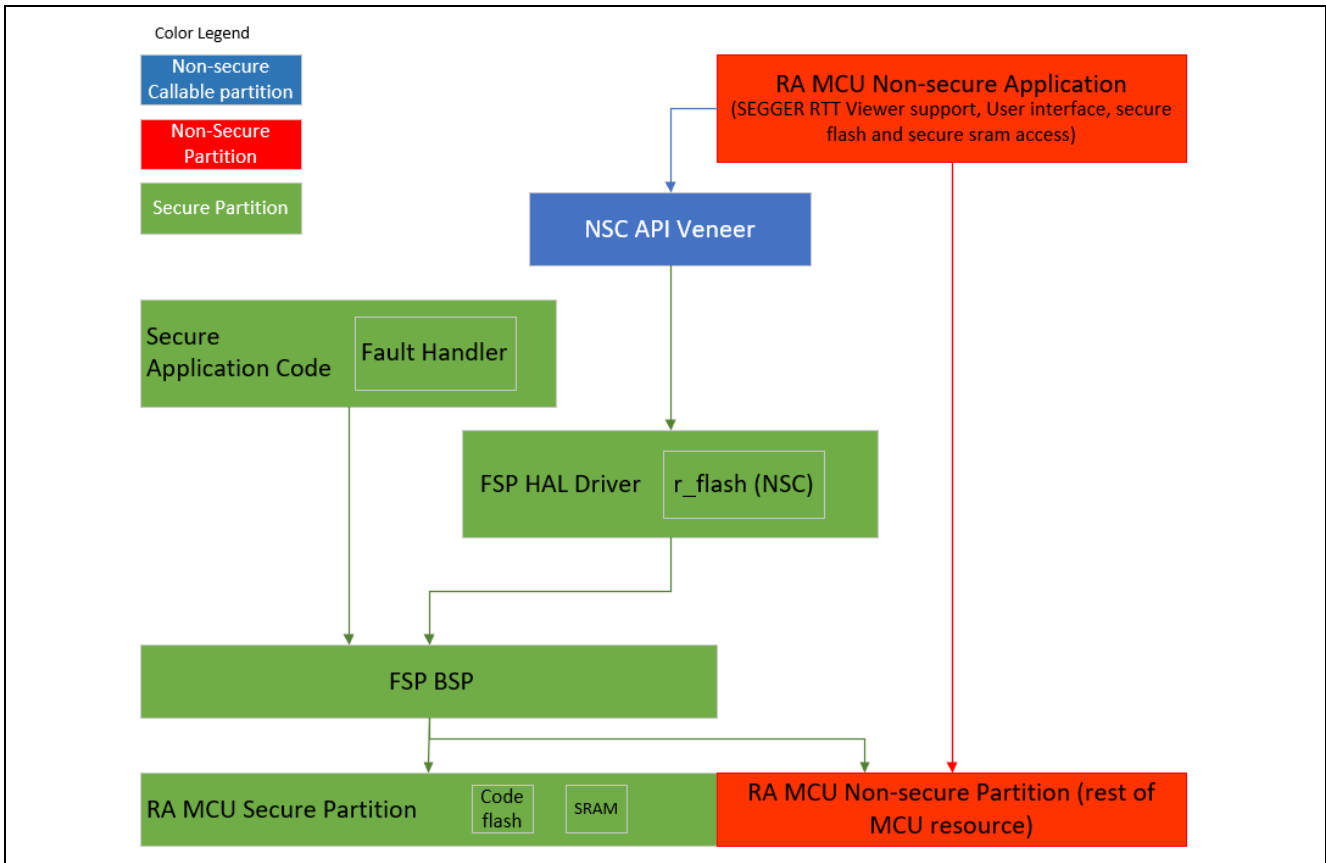 Color Legend
Non-secure
Callable partition
Non-Secure
Partition
Secure Partition
RA MCU Non-secure Application
(SEGGER RTT Viewer support, User interface, secure
flash and secure sram access)
NSC API Veneer
Secure
Application Code
Fault Handler
FSP HAL Driver
r_flash (NSC)
FSP BSP
RA MCU Secure Partition
Code
flash
SRAM
RA MCU Non-secure Partition (rest of
MCU resource)